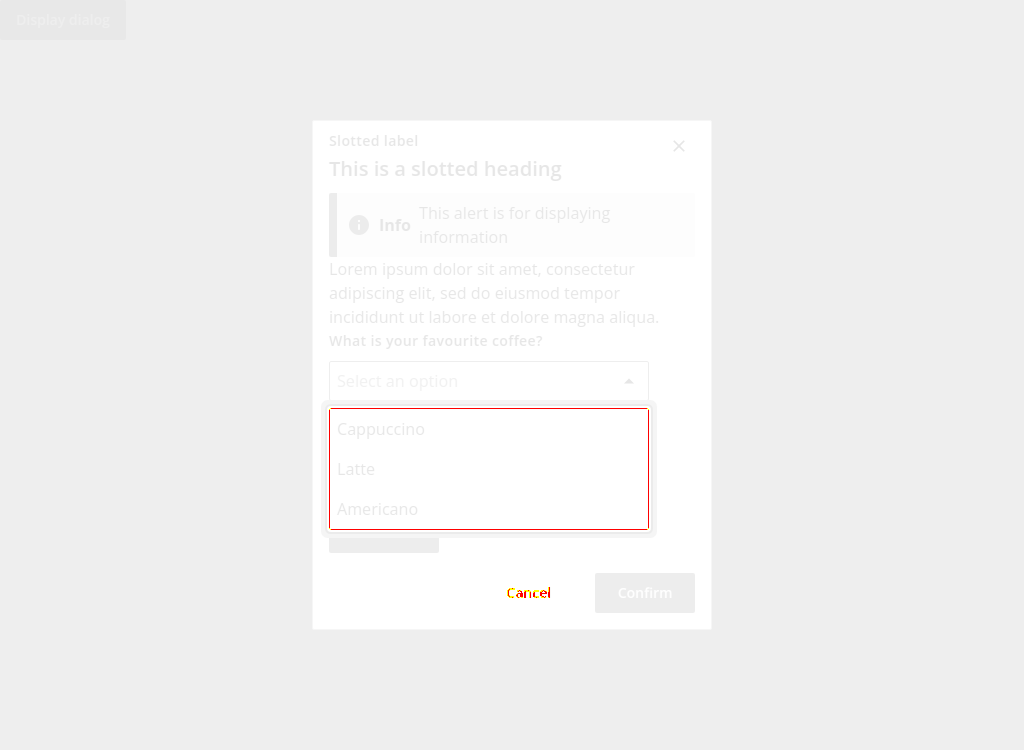 Display dialog
Slotted label
This is a slotted heading
Info
This alert is for displaying
information
Lorem ipsum dolor sit amet, consectetur
adipiscing elit, sed do eiusmod tempor
incididunt ut labore et dolore magna aliqua.
What is your favourite coffee?
Select an option
Cappuccino
Latte
Americano
Cancel
Confirm